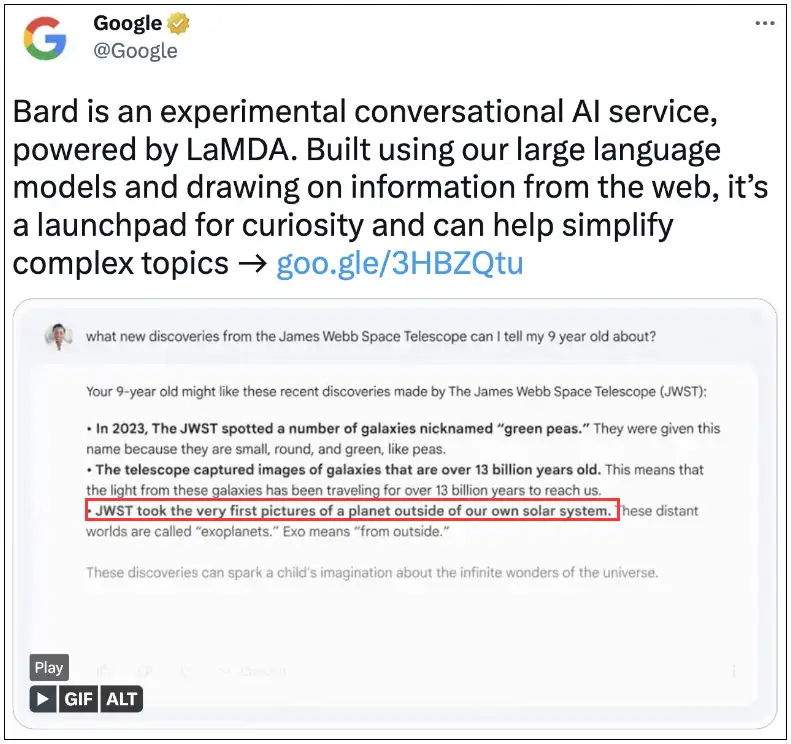 Google
@Google
Bard is an experimental conversational AI service,
powered by LaMDA. Built using our large language
models and drawing on information from the web, it’s
a launchpad for curiosity and can help simplify
complex topics → goo.gle/3HBZQtu
what new discoveries from the James Webb Space Telescope can I tell my 9 year old about?
Your 9-year old might like these recent discoveries made by The James Webb Space Telescope (JWST):
• In 2023, The JWST spotted a number of galaxies nicknamed “green peas.” They were given this
name because they are small, round, and green, like peas.
• The telescope captured images of galaxies that are over 13 billion years old. This means that
the light from these galaxies has been traveling for over 13 billion years to reach us.
• JWST took the very first pictures of a planet outside of our own solar system. These distant
worlds are called “exoplanets.” Exo means “from outside.”
These discoveries can spark a child’s imagination about the infinite wonders of the universe.
Play
GIF ALT